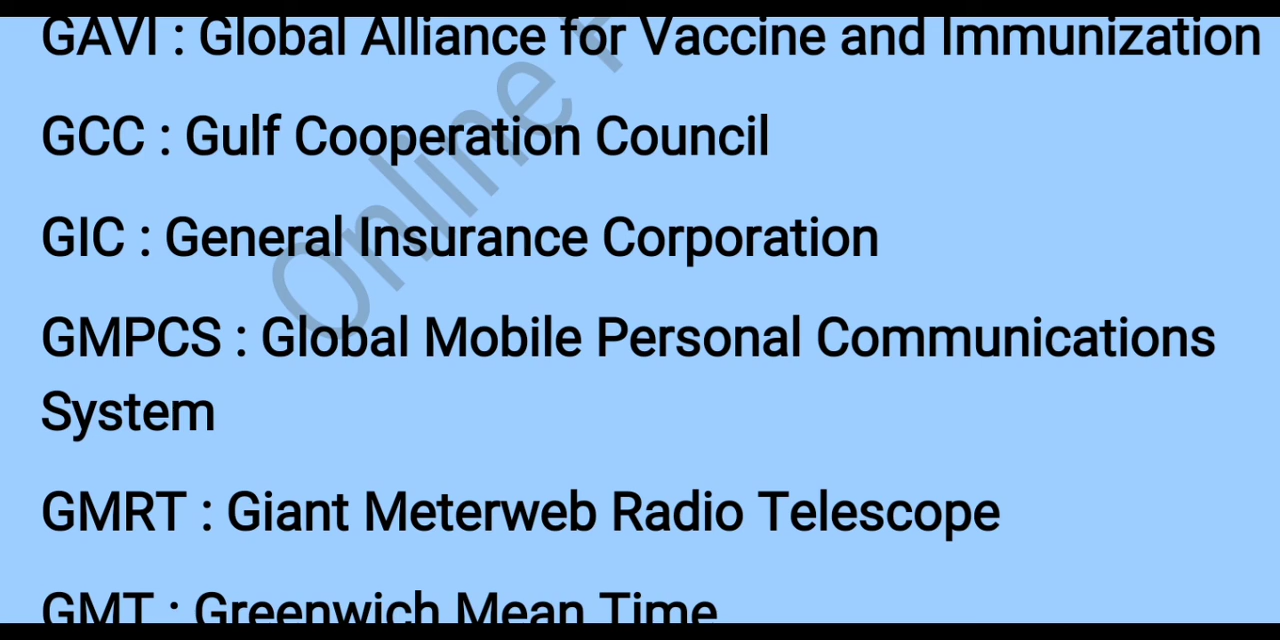 GAVI : Global Alliance for Vaccine and Immunization
GCC : Gulf Cooperation Council
GIC : General Insurance Corporation
GMPCS : Global Mobile Personal Communications
System
GMRT : Giant Meterweb Radio Telescope
GMT : Greenwich Mean Time
Online